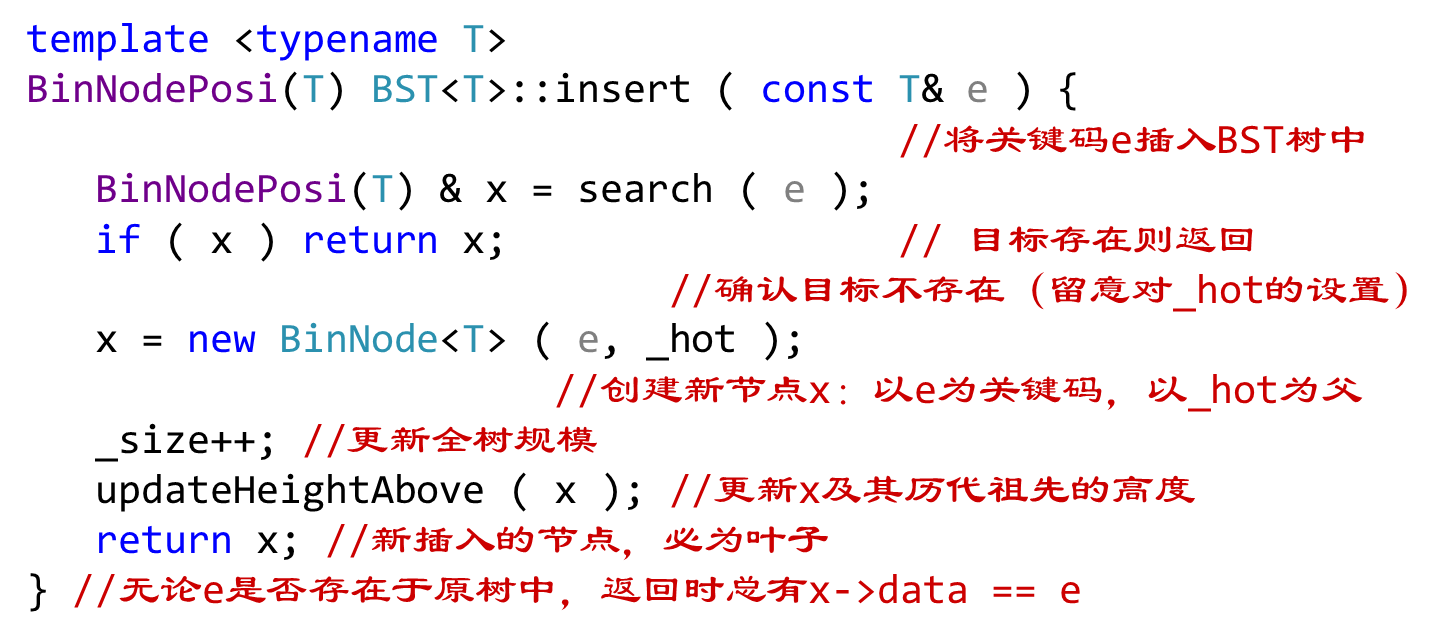 template <typename T>
BinNodePosi(T) BST<T>::insert ( const T& e ) {
//将关键码e插入BST树中
BinNodePosi(T) & x = search ( e );
if ( x ) return x; // 目标存在则返回
//确认目标不存在（留意对_hot的设置）
x = new BinNode<T> ( e, _hot );
//创建新节点x：以e为关键码，以_hot为父
_size++; //更新全树规模
updateHeightAbove ( x ); //更新x及其历代祖先的高度
return x; //新插入的节点，必为叶子
} //无论e是否存在于原树中，返回时总有x->data == e